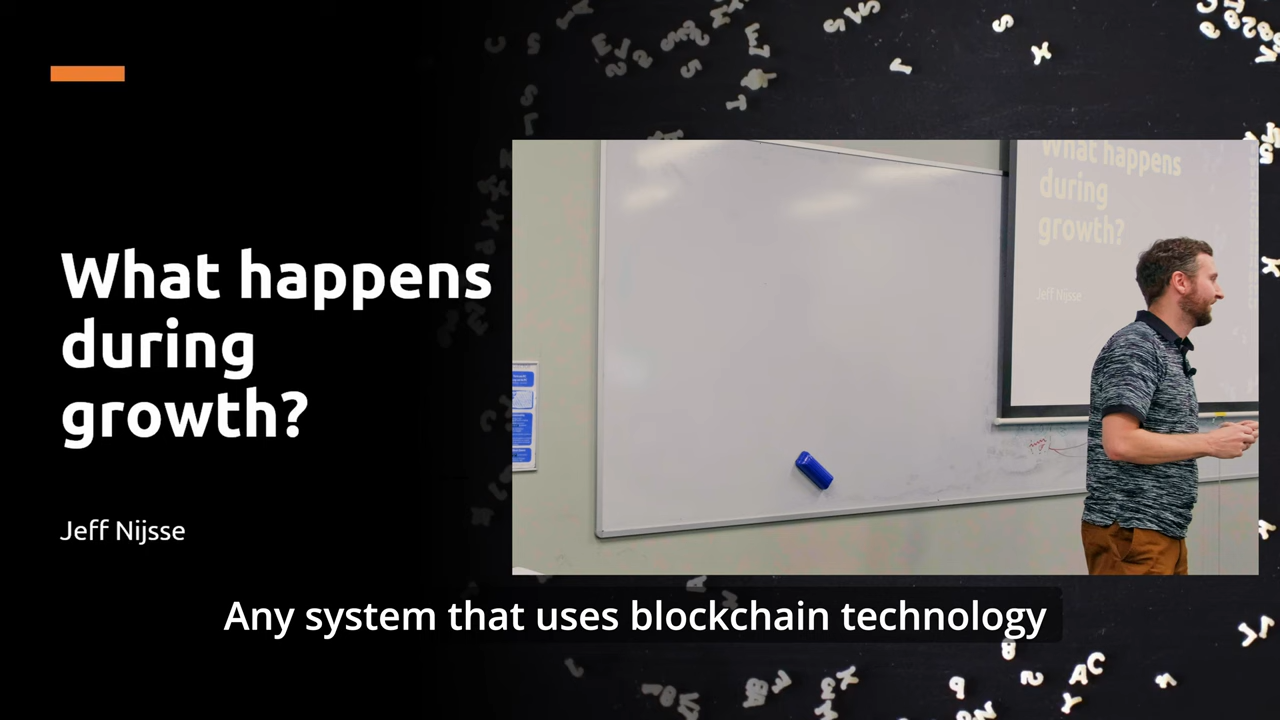 What happens
during
growth?
Jeff Nijsse
What happens
during
growth?
Jeff Nijsse
Any system that uses blockchain technology